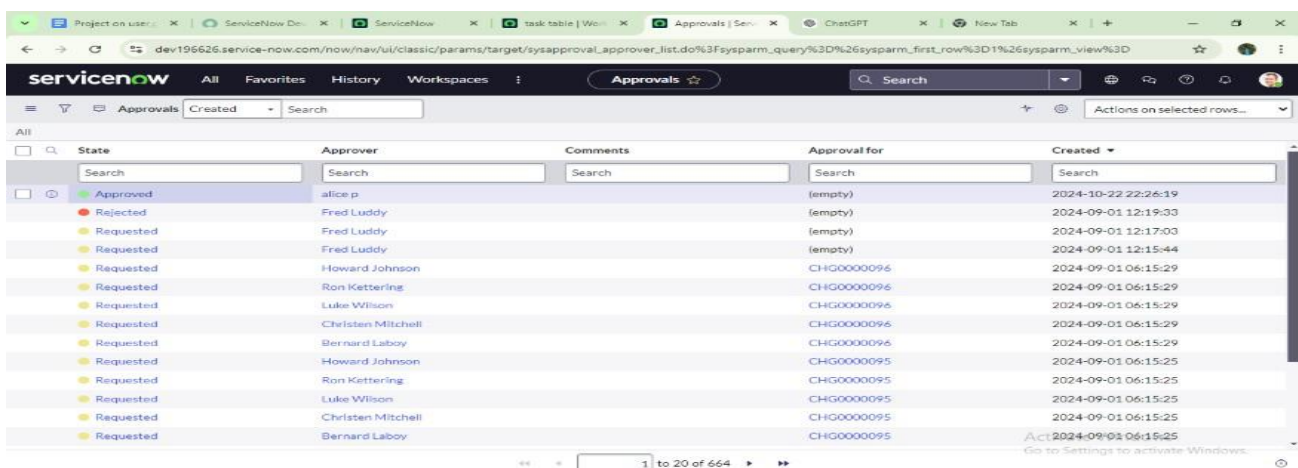 Project on user
ServiceNow Dev
ServiceNow
task table | Wor
Approvals | Serv
ChatGPT
New Tab
dev196626.service-now.com/now/nav/ui/classic/params/target/sysapproval_approver_list.do%3Fsysparm_query%3D%26sysparm_first_row%3D1%26sysparm_view%3D
servicenow All Favorites History Workspaces Approvals Search
Approvals Created Search Actions on selected rows...
All
State Approver Comments Approval for Created
Search Search Search Search Search
Approved alice p (empty) 2024-10-22 22:26:19
Rejected Fred Luddy (empty) 2024-09-01 12:19:33
Requested Fred Luddy (empty) 2024-09-01 12:17:03
Requested Fred Luddy (empty) 2024-09-01 12:15:44
Requested Howard Johnson CHG0000096 2024-09-01 06:15:29
Requested Ron Kettering CHG0000096 2024-09-01 06:15:29
Requested Luke Wilson CHG0000096 2024-09-01 06:15:29
Requested Christen Mitchell CHG0000096 2024-09-01 06:15:29
Requested Bernard Laboy CHG0000096 2024-09-01 06:15:29
Requested Howard Johnson CHG0000095 2024-09-01 06:15:25
Requested Ron Kettering CHG0000095 2024-09-01 06:15:25
Requested Luke Wilson CHG0000095 2024-09-01 06:15:25
Requested Christen Mitchell CHG0000095 2024-09-01 06:15:25
Requested Bernard Laboy CHG0000095 2024-09-01 06:15:25
Go to Settings to activate Windows.
1 to 20 of 664